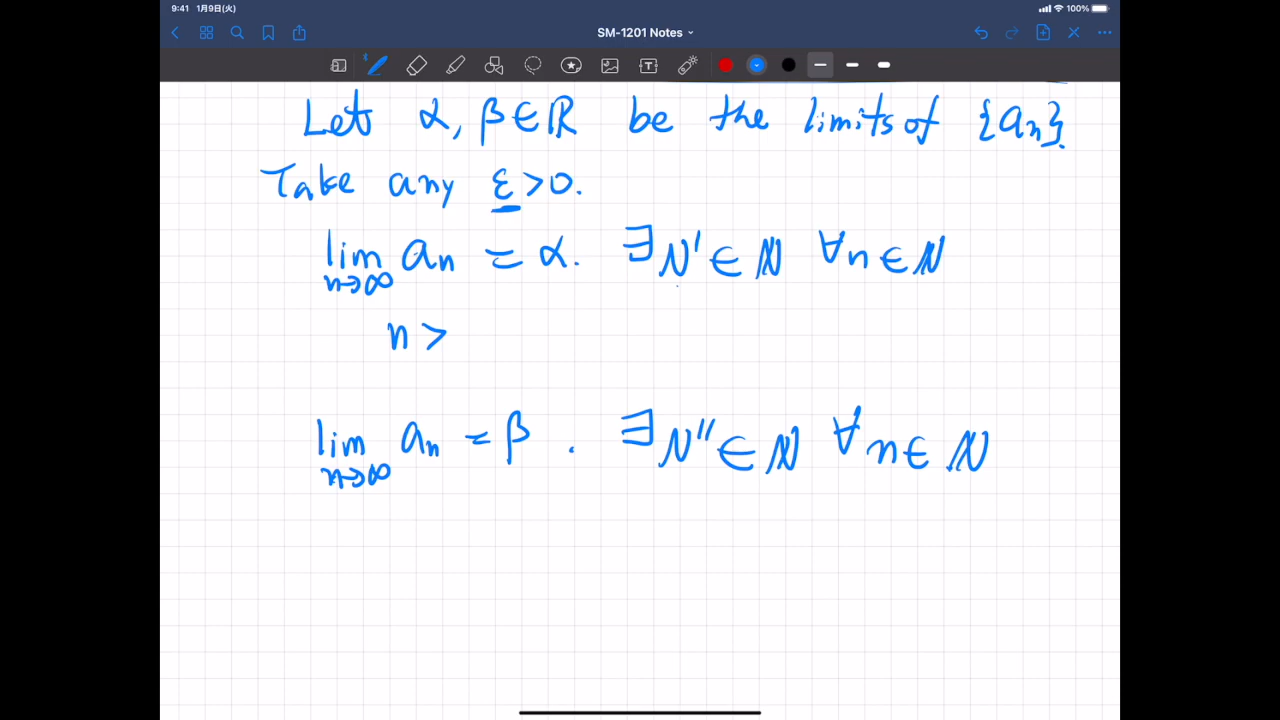 9:41 1月9日(火) 100%
SM-1201 Notes
Let α, β∈ℝ be the limits of {aₙ}.
Take any ε>0.
lim n→∞ aₙ = α. ∃N'∈ℕ ∀n∈ℕ
n >
lim n→∞ aₙ = β. ∃N''∈ℕ ∀n∈ℕ